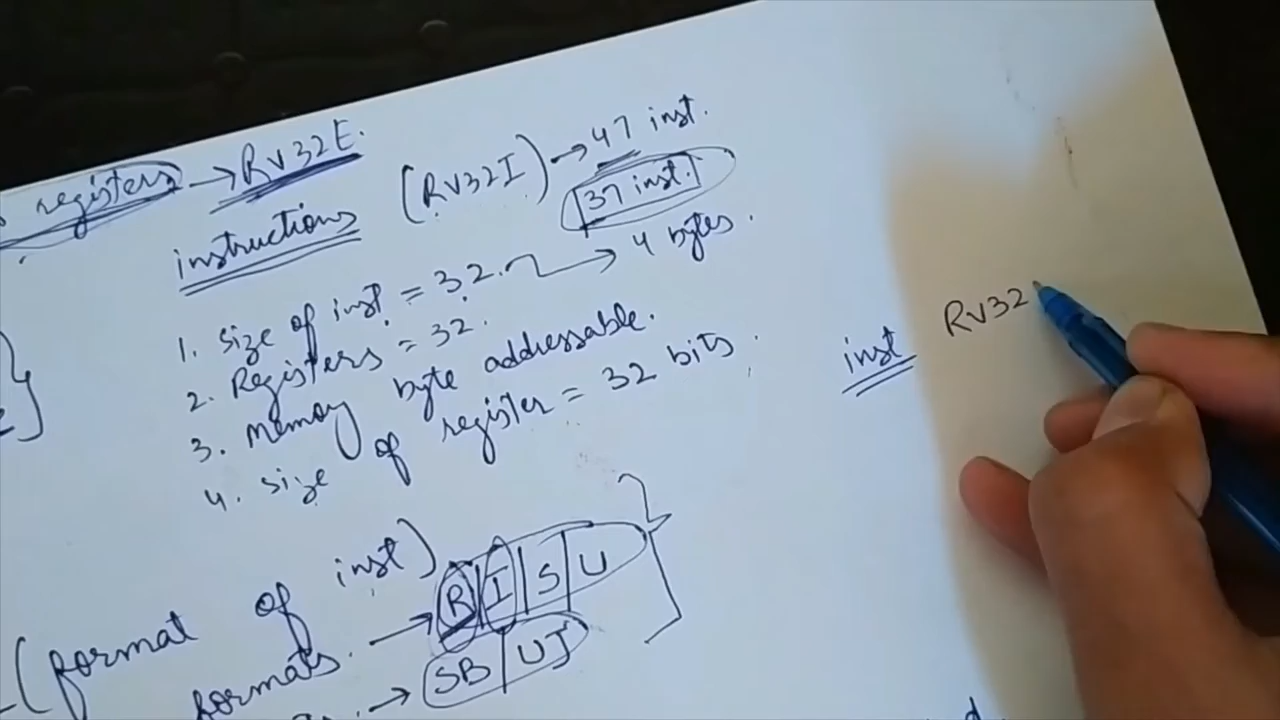 registers → RV32E.
instructions (RV32I) → 47 inst.
37 inst.
1. Size of inst = 32. → 4 bytes.
2. Registers = 32.
3. Memory byte addressable.
4. Size of register = 32 bits.
inst RV32
(format of inst)
formats. → R | I | S | U
→ SB | UJ